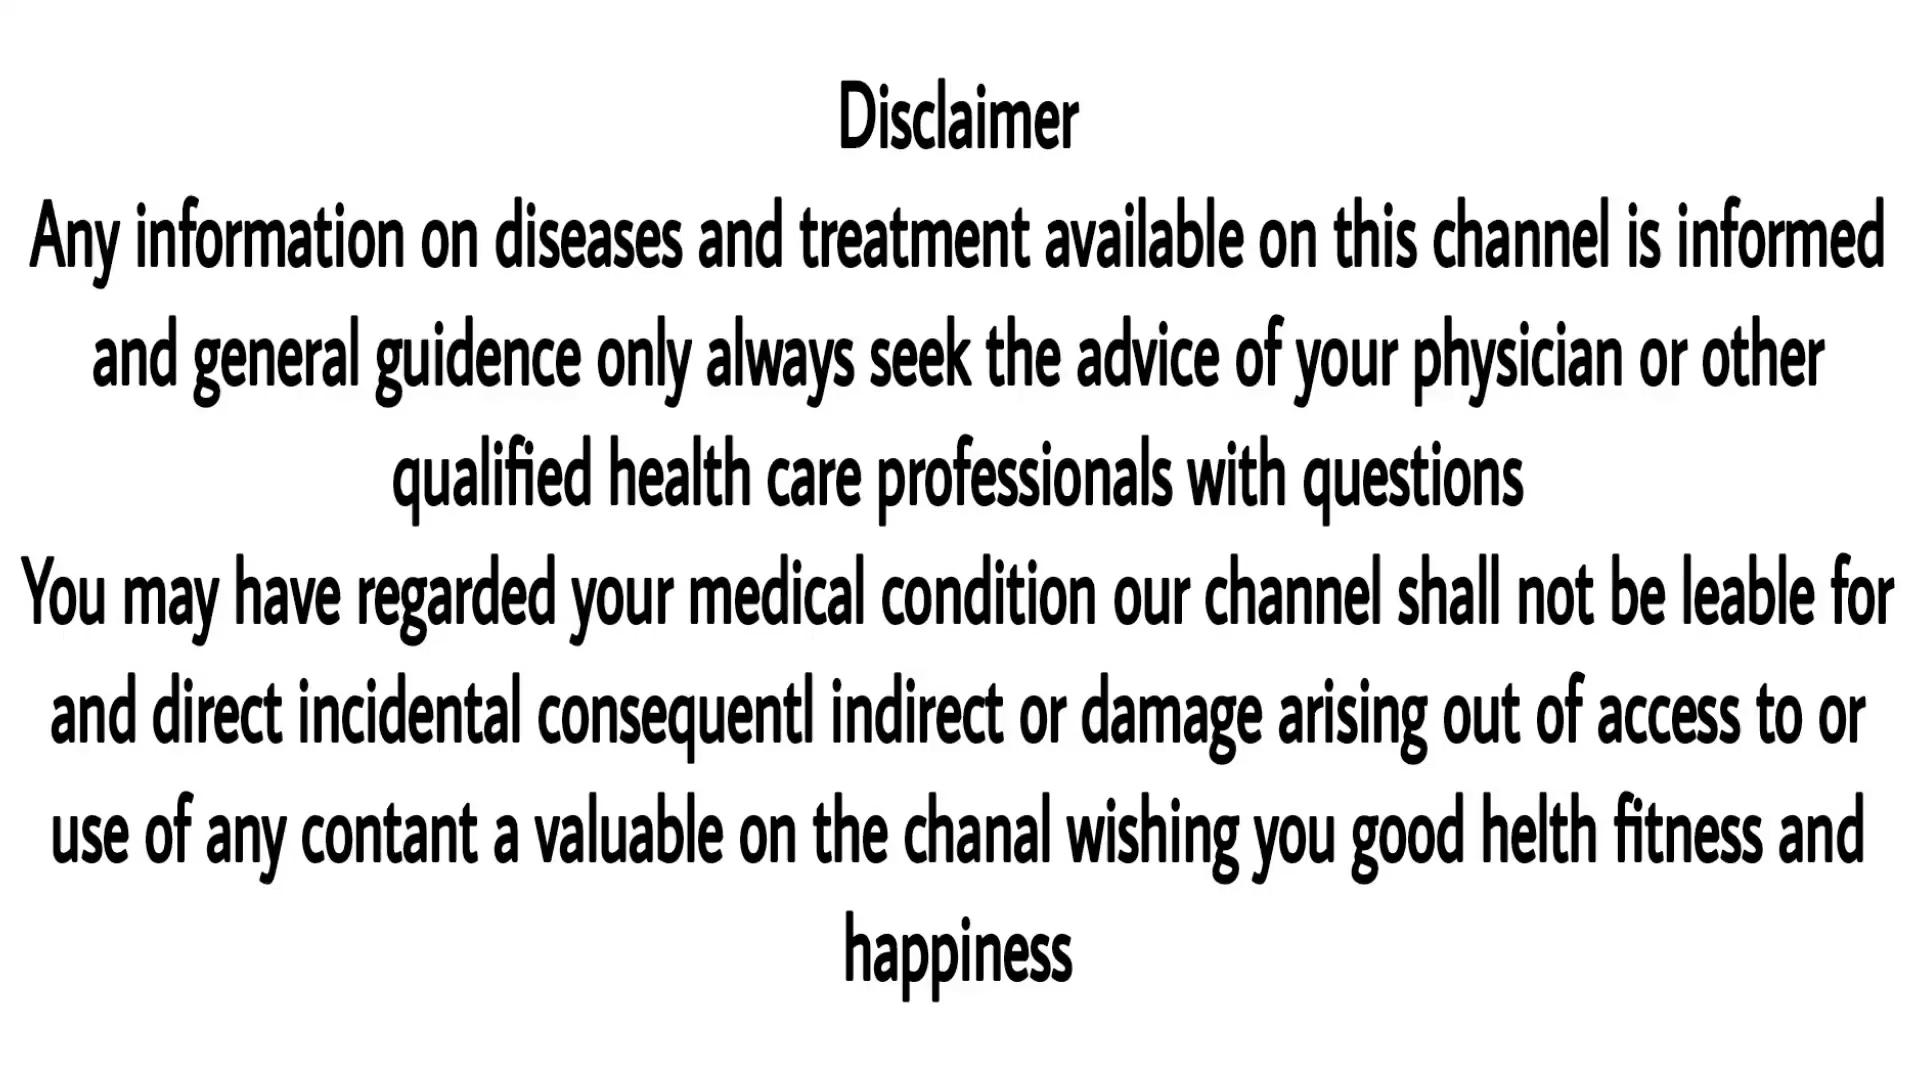 Disclaimer
Any information on diseases and treatment available on this channel is informed
and general guidence only always seek the advice of your physician or other
qualified health care professionals with questions
You may have regarded your medical condition our channel shall not be leable for
and direct incidental consequentl indirect or damage arising out of access to or
use of any contant a valuable on the chanal wishing you good helth fitness and
happiness